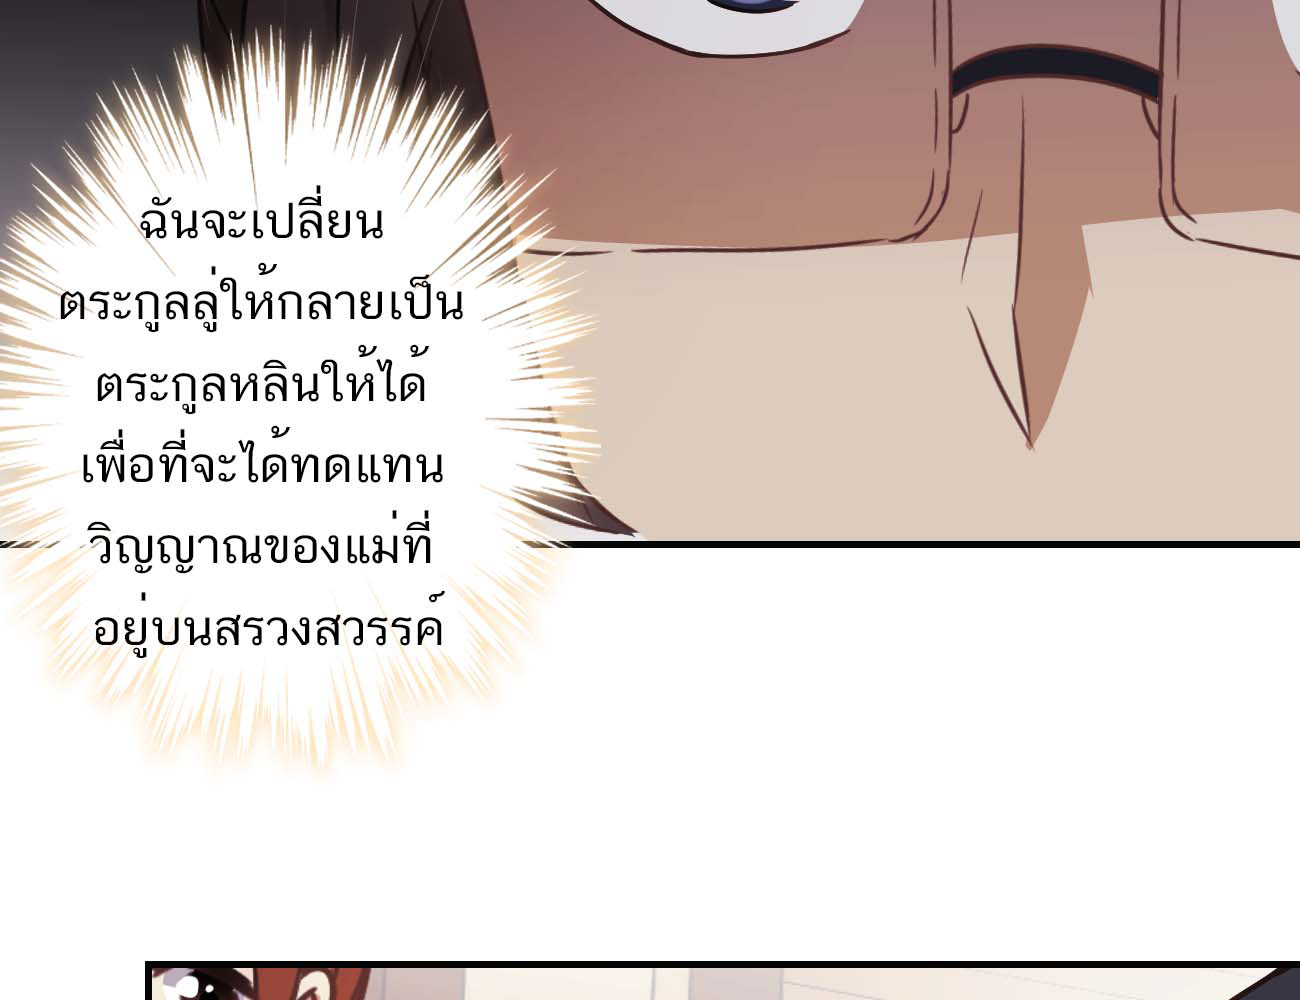 ฉันจะเปลี่ยน
ตระกูลลู่ให้กลายเป็น
ตระกูลหลินให้ได้
เพื่อที่จะได้ทดแทน
วิญญาณของแม่ที่
อยู่บนสรวงสวรรค์